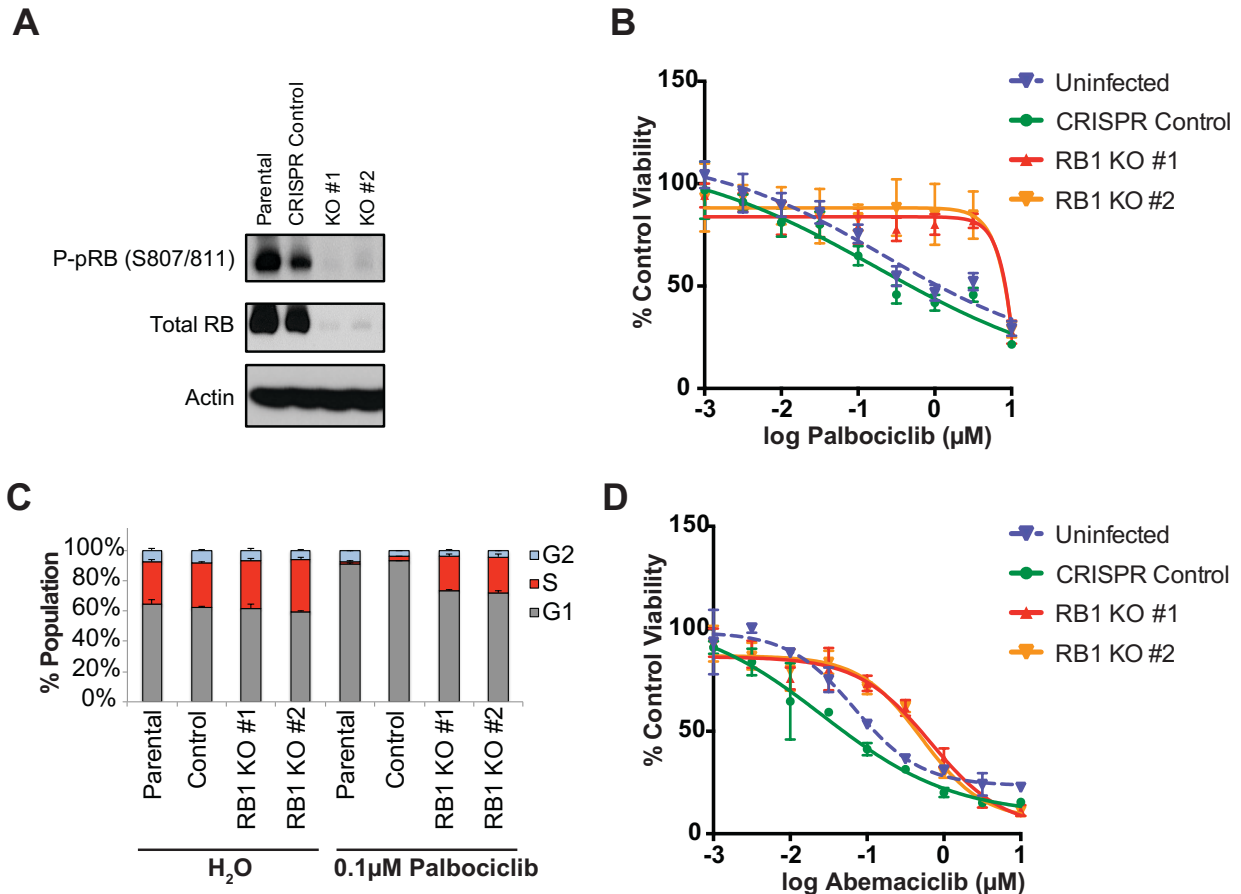 A
Parental
CRISPR Control
KO #1
KO #2
P-pRB (S807/811)
Total RB
Actin
B
150
100
50
0
% Control Viability
-3
-2
-1
0
1
log Palbociclib (µM)
Uninfected
CRISPR Control
RB1 KO #1
RB1 KO #2
C
100%
80%
60%
40%
20%
0%
% Population
G2
S
G1
Parental
Control
RB1 KO #1
RB1 KO #2
Parental
Control
RB1 KO #1
RB1 KO #2
H₂O
0.1µM Palbociclib
D
150
100
50
0
% Control Viability
-3
-2
-1
0
1
log Abemaciclib (µM)
Uninfected
CRISPR Control
RB1 KO #1
RB1 KO #2